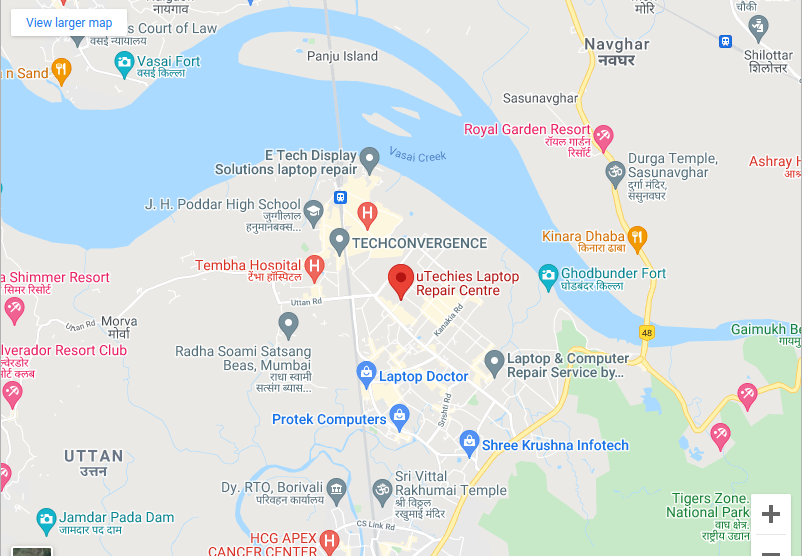 नायगाव
View larger map
's Court of Law
वसई न्यायालय
Vasai Fort
वसई किल्ला
n Sand
Panju Island
मोरि
चौकी
Navghar
नवघर
Shilottar
शिलोत्तर
Sasunavghar
Royal Garden Resort
रॉयल गार्डन
रिसॉर्ट
Vasai Creek
E Tech Display
Solutions laptop repair
Durga Temple,
Sasunavghar
दुर्गा मंदिर,
ससुनवघर
Ashray H
J. H. Poddar High School
जुग्गीलाल
हनुमानबक्स...
TECHCONVERGENCE
Kinara Dhaba
किनारा ढाबा
Tembha Hospital
टेंभा हॉस्पिटल
uTechies Laptop
Repair Centre
Ghodbunder Fort
घोडबंदर किल्ला
a Shimmer Resort
सिमर रिसॉर्ट
Uttan Rd
Uttan Rd
Morva
मोर्वा
Kanakia Rd
48
Gaimukh Be
गायमु
lverador Resort Club
ल्वेरडोर
सॉर्ट क्लब
Radha Soami Satsang
Beas, Mumbai
राधा स्वामी
सत्संग ब्यास...
Laptop & Computer
Repair Service by...
Laptop Doctor
Srishti Rd
Protek Computers
Shree Krushna Infotech
UTTAN
उत्तन
Dy. RTO, Borivali
परिवहन कार्यालय
Sri Vittal
Rakhumai Temple
श्री विठ्ठल
रखुमाई मंदिर
Tigers Zone.
National Park
वाघ क्षेत्र.
राष्ट्रीय उद्यान
Jamdar Pada Dam
जामदार पद दाम
CS Link Rd
HCG APEX
CANCER CENTER